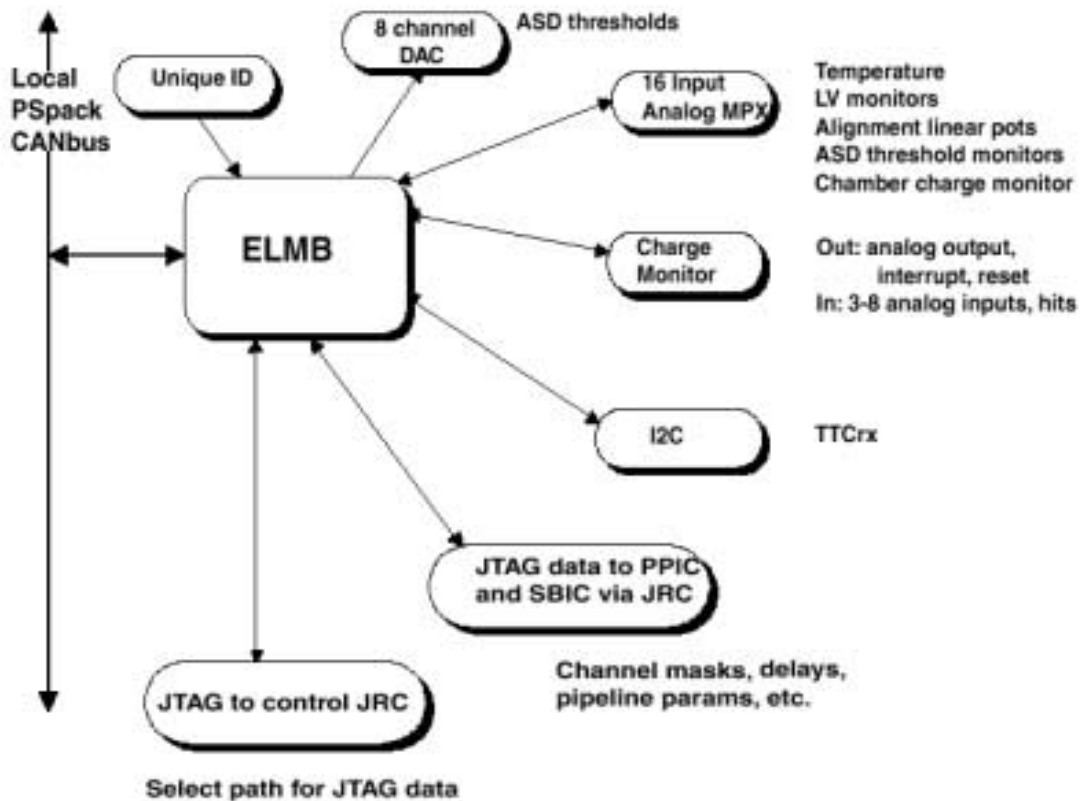 Local
PSpack
CANbus
Unique ID
8 channel
DAC
ASD thresholds
16 Input
Analog MPX
Temperature
LV monitors
Alignment linear pots
ASD threshold monitors
Chamber charge monitor
ELMB
Charge
Monitor
Out: analog output,
interrupt, reset
In: 3-8 analog inputs, hits
I2C
TTCrx
JTAG data to PPIC
and SBIC via JRC
Channel masks, delays,
pipeline params, etc.
JTAG to control JRC
Select path for JTAG data